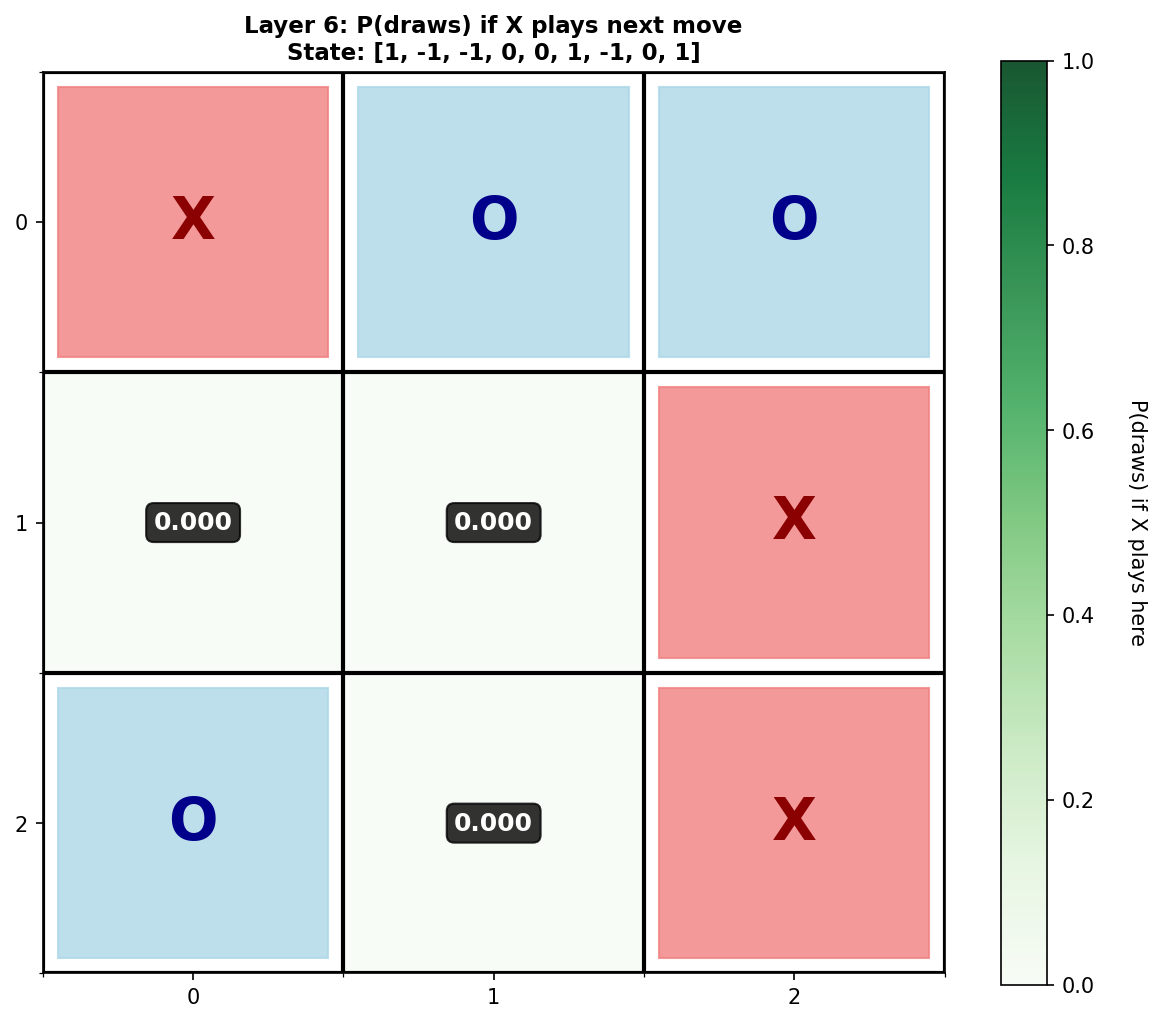 Layer 6: P(draws) if X plays next move
State: [1, -1, -1, 0, 0, 1, -1, 0, 1]
X
O
O
0
0.000
0.000
X
1
O
0.000
X
2
0
1
2
1.0
0.8
0.6
0.4
0.2
0.0
P(draws) if X plays here